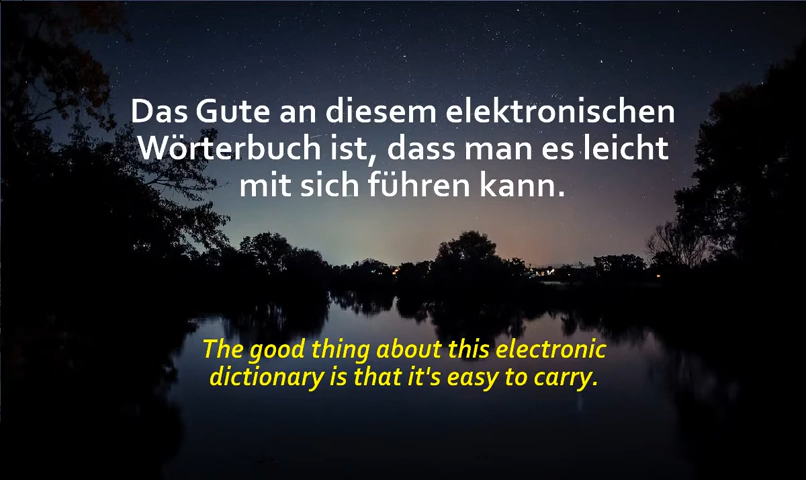 Das Gute an diesem elektronischen
Wörterbuch ist, dass man es leicht
mit sich führen kann.
The good thing about this electronic
dictionary is that it's easy to carry.